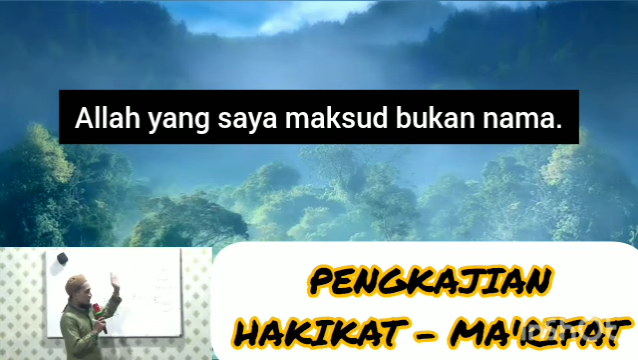 Allah yang saya maksud bukan nama.
PENGKAJIAN
HAKIKAT - MA'RIFAT